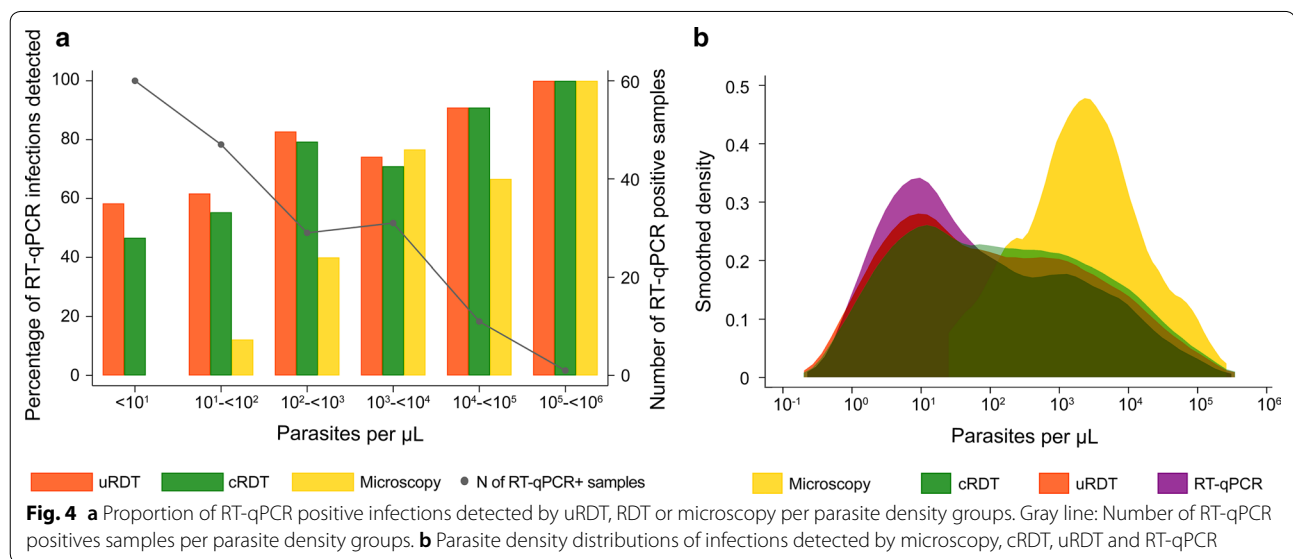 a
Percentage of RT-qPCR infections detected
100
80
60
40
20
0
<10¹
10¹-<10²
10²-<10³
10³-<10⁴
10⁴-<10⁵
10⁵-<10⁶
Parasites per µL
60
40
20
0
Number of RT-qPCR positive samples
uRDT
cRDT
Microscopy
N of RT-qPCR+ samples
b
Smoothed density
0.5
0.4
0.3
0.2
0.1
0
10⁻¹
10⁰
10¹
10²
10³
10⁴
10⁵
10⁶
Parasites per µL
Microscopy
cRDT
uRDT
RT-qPCR
Fig. 4 a Proportion of RT-qPCR positive infections detected by uRDT, RDT or microscopy per parasite density groups. Gray line: Number of RT-qPCR
positives samples per parasite density groups. b Parasite density distributions of infections detected by microscopy, cRDT, uRDT and RT-qPCR